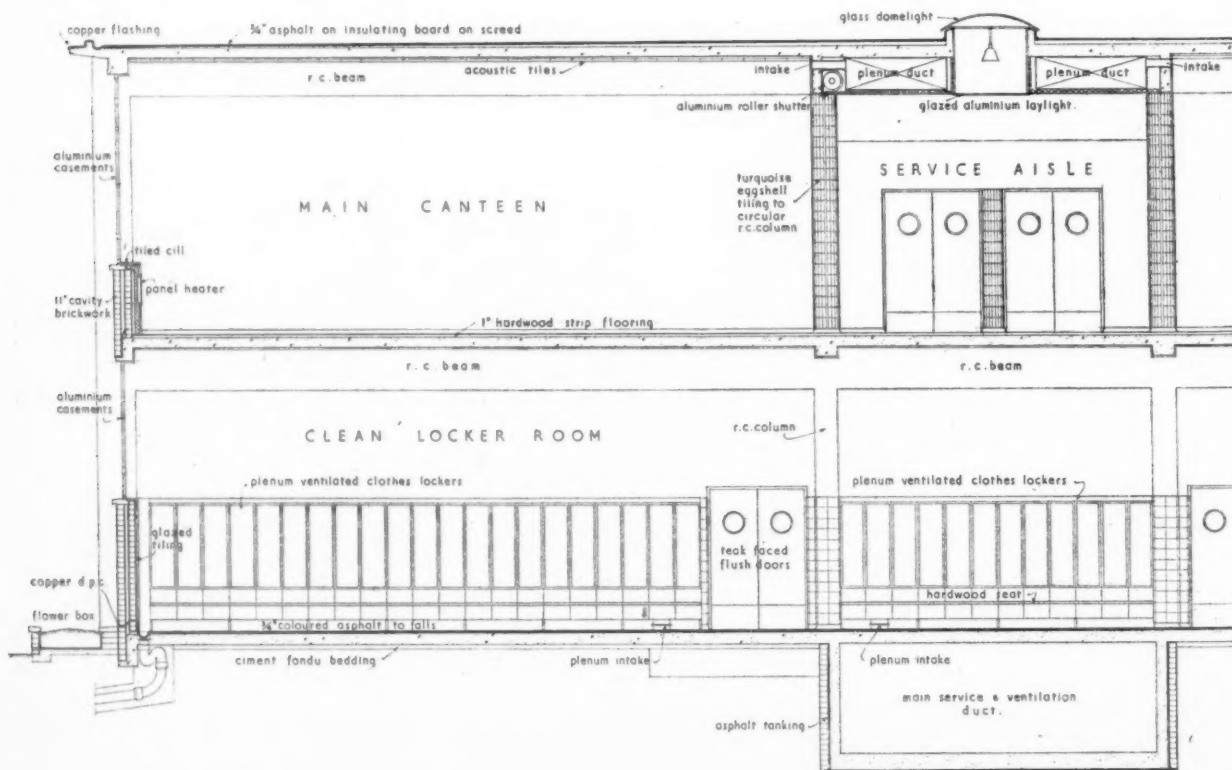 glass domelight
copper flashing
¾" asphalt on insulating board on screed
r.c. beam
acoustic tiles
intake
plenum duct
plenum duct
intake
aluminium roller shutter
glazed aluminium laylight.
aluminium
casements
MAIN CANTEEN
turquoise
eggshell
tiling to
circular
r.c. column
SERVICE AISLE
tiled cill
panel heater
11" cavity
brickwork
1" hardwood strip flooring
r.c. beam
r.c. beam
aluminium
casements
CLEAN LOCKER ROOM
r.c. column
plenum ventilated clothes lockers
plenum ventilated clothes lockers
glazed
tiling
teak faced
flush doors
copper d.p.c
hardwood seat
flower box
¾" coloured asphalt to falls
ciment fondu bedding
plenum intake
plenum intake
main service & ventilation
duct.
asphalt tanking